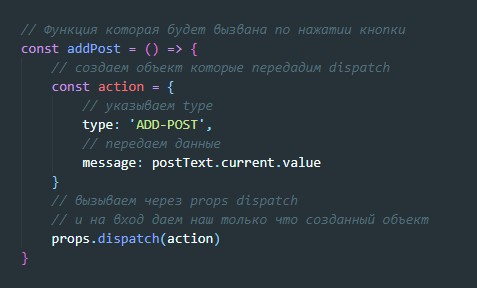 // Функция которая будет вызвана по нажатии кнопки
const addPost = () => {
// создаем объект которые передадим dispatch
const action = {
// указываем type
type: 'ADD-POST',
// передаем данные
message: postText.current.value
}
// вызываем через props dispatch
// и на вход даем наш только что созданный объект
props.dispatch(action)
}